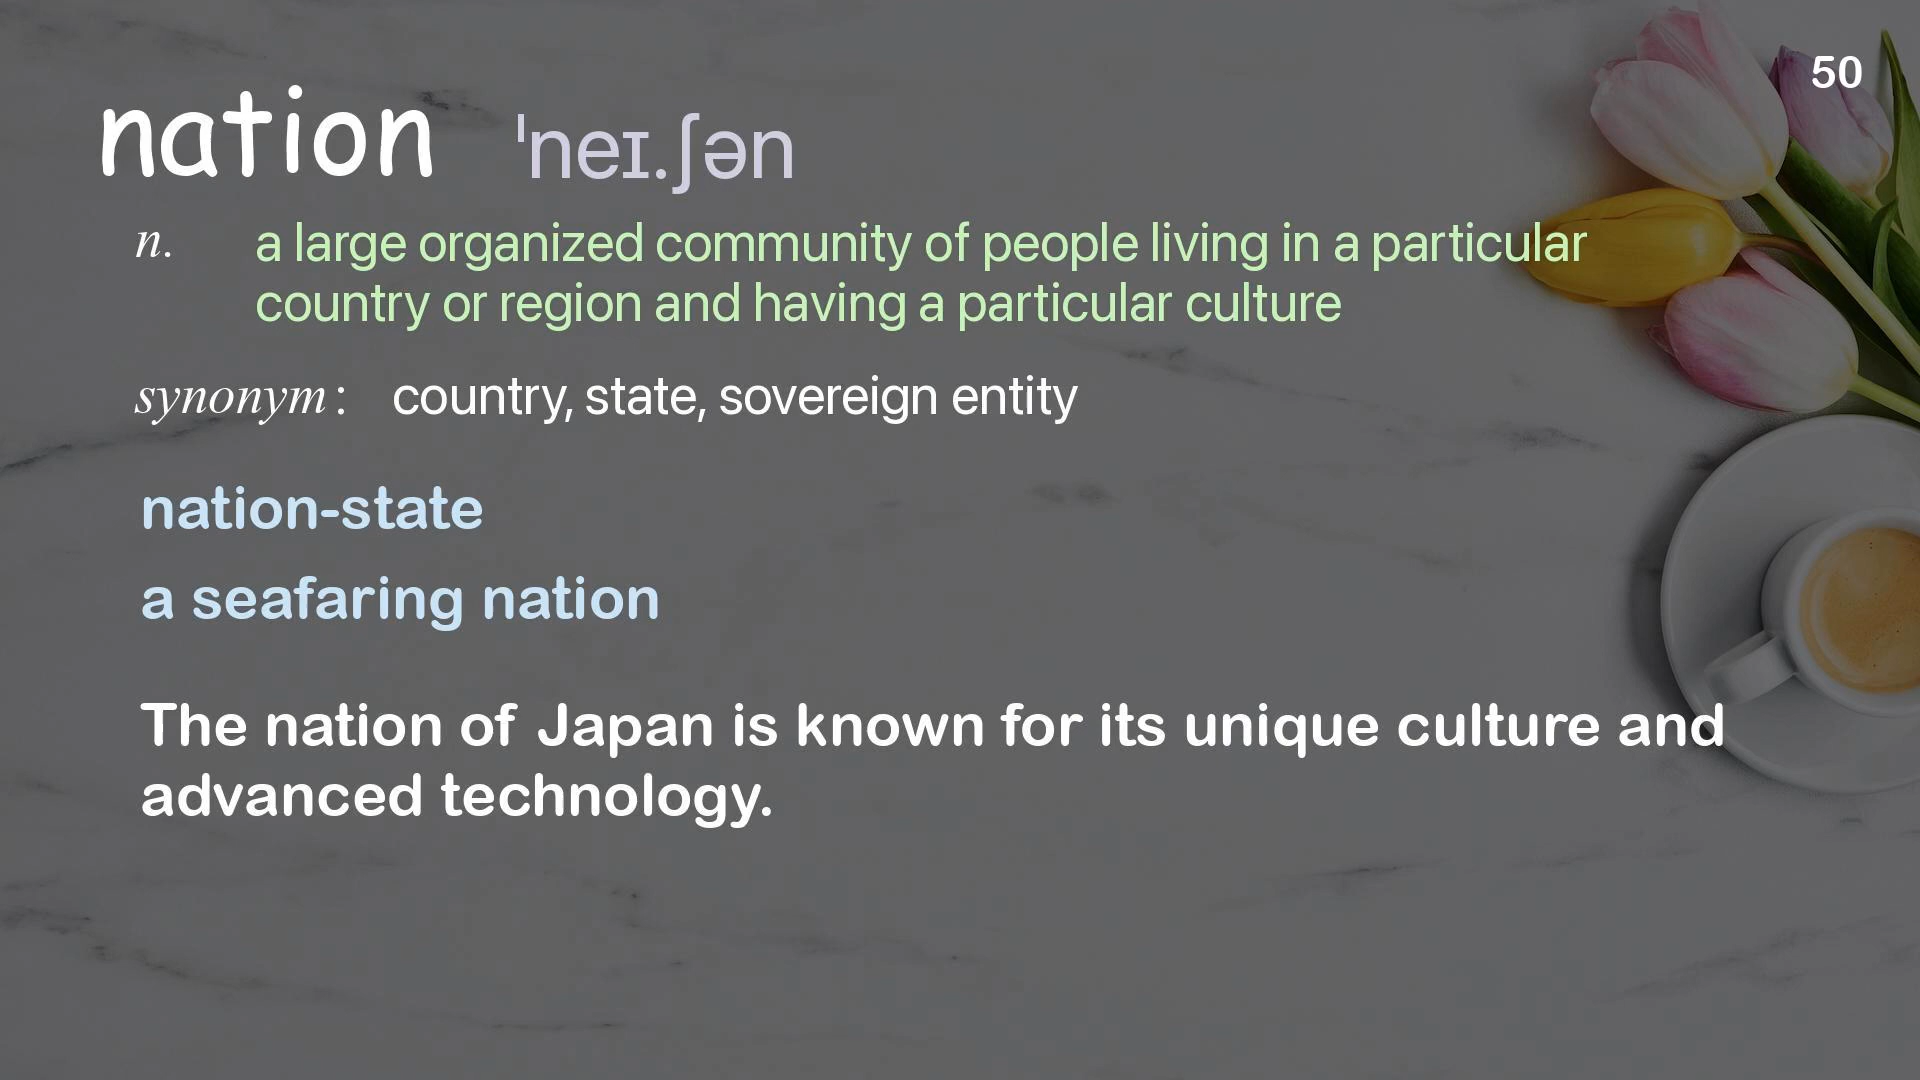 50
nation ˈneɪ.ʃən
n. a large organized community of people living in a particular
country or region and having a particular culture
synonym: country, state, sovereign entity
nation-state
a seafaring nation
The nation of Japan is known for its unique culture and
advanced technology.